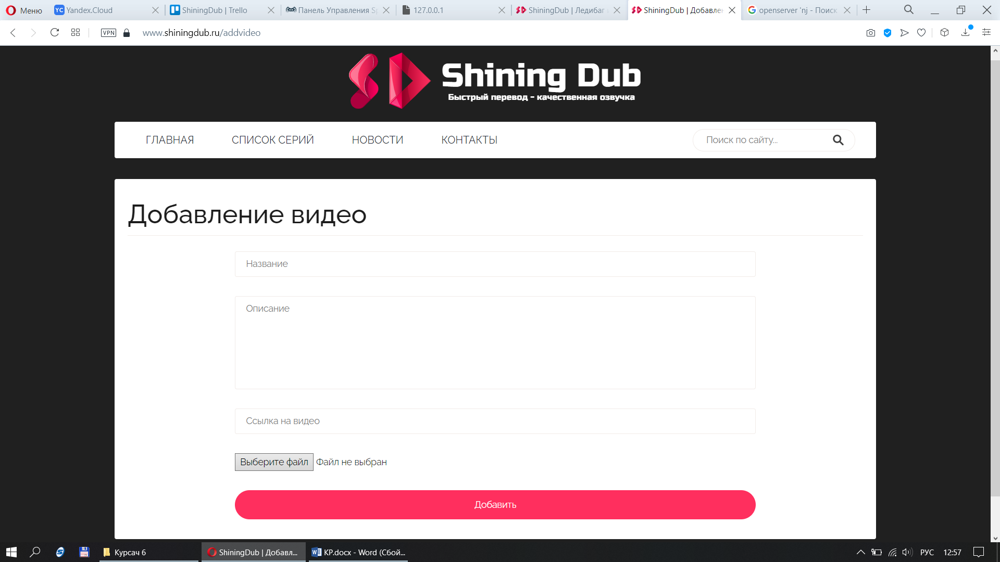 Меню
Yandex.Cloud
ShiningDub | Trello
Панель Управления Sp
127.0.0.1
ShiningDub | Ледибаг
ShiningDub | Добавлен
openserver 'nj - Поиск
VPN
www.shiningdub.ru/addvideo
Shining Dub
Быстрый перевод - качественная озвучка
ГЛАВНАЯ
СПИСОК СЕРИЙ
НОВОСТИ
КОНТАКТЫ
Поиск по сайту...
Добавление видео
Название
Описание
Ссылка на видео
Выберите файл Файл не выбран
Добавить
Курсач 6
ShiningDub | Добавл...
KP.docx - Word (Сбой...
РУС
12:57